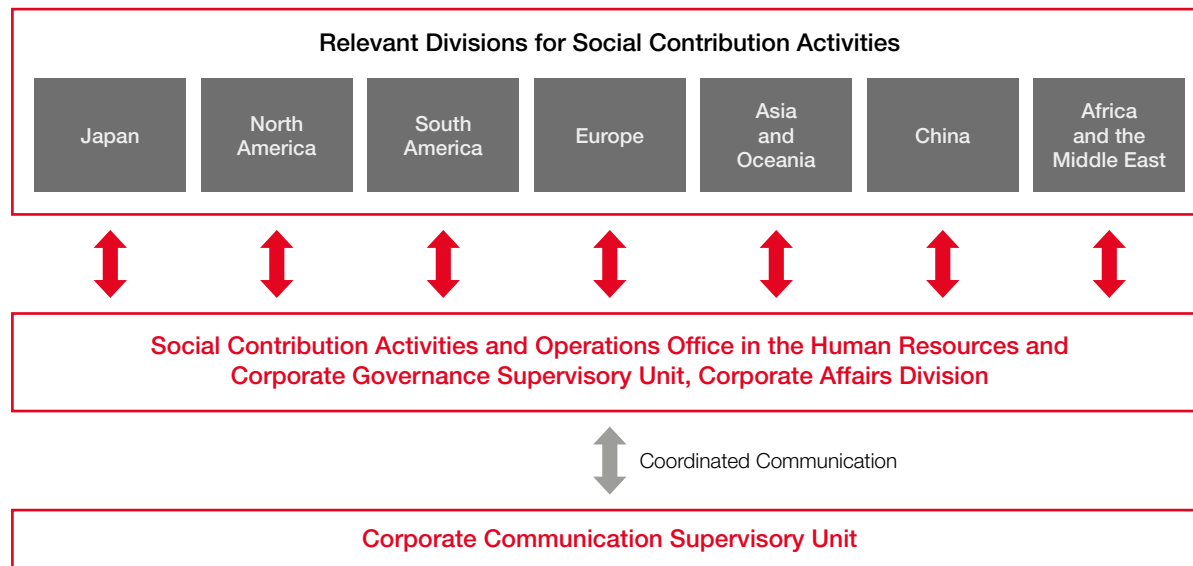 Relevant Divisions for Social Contribution Activities
Japan
North
America
South
America
Europe
Asia
and
Oceania
China
Africa
and the
Middle East
Social Contribution Activities and Operations Office in the Human Resources and
Corporate Governance Supervisory Unit, Corporate Affairs Division
Coordinated Communication
Corporate Communication Supervisory Unit